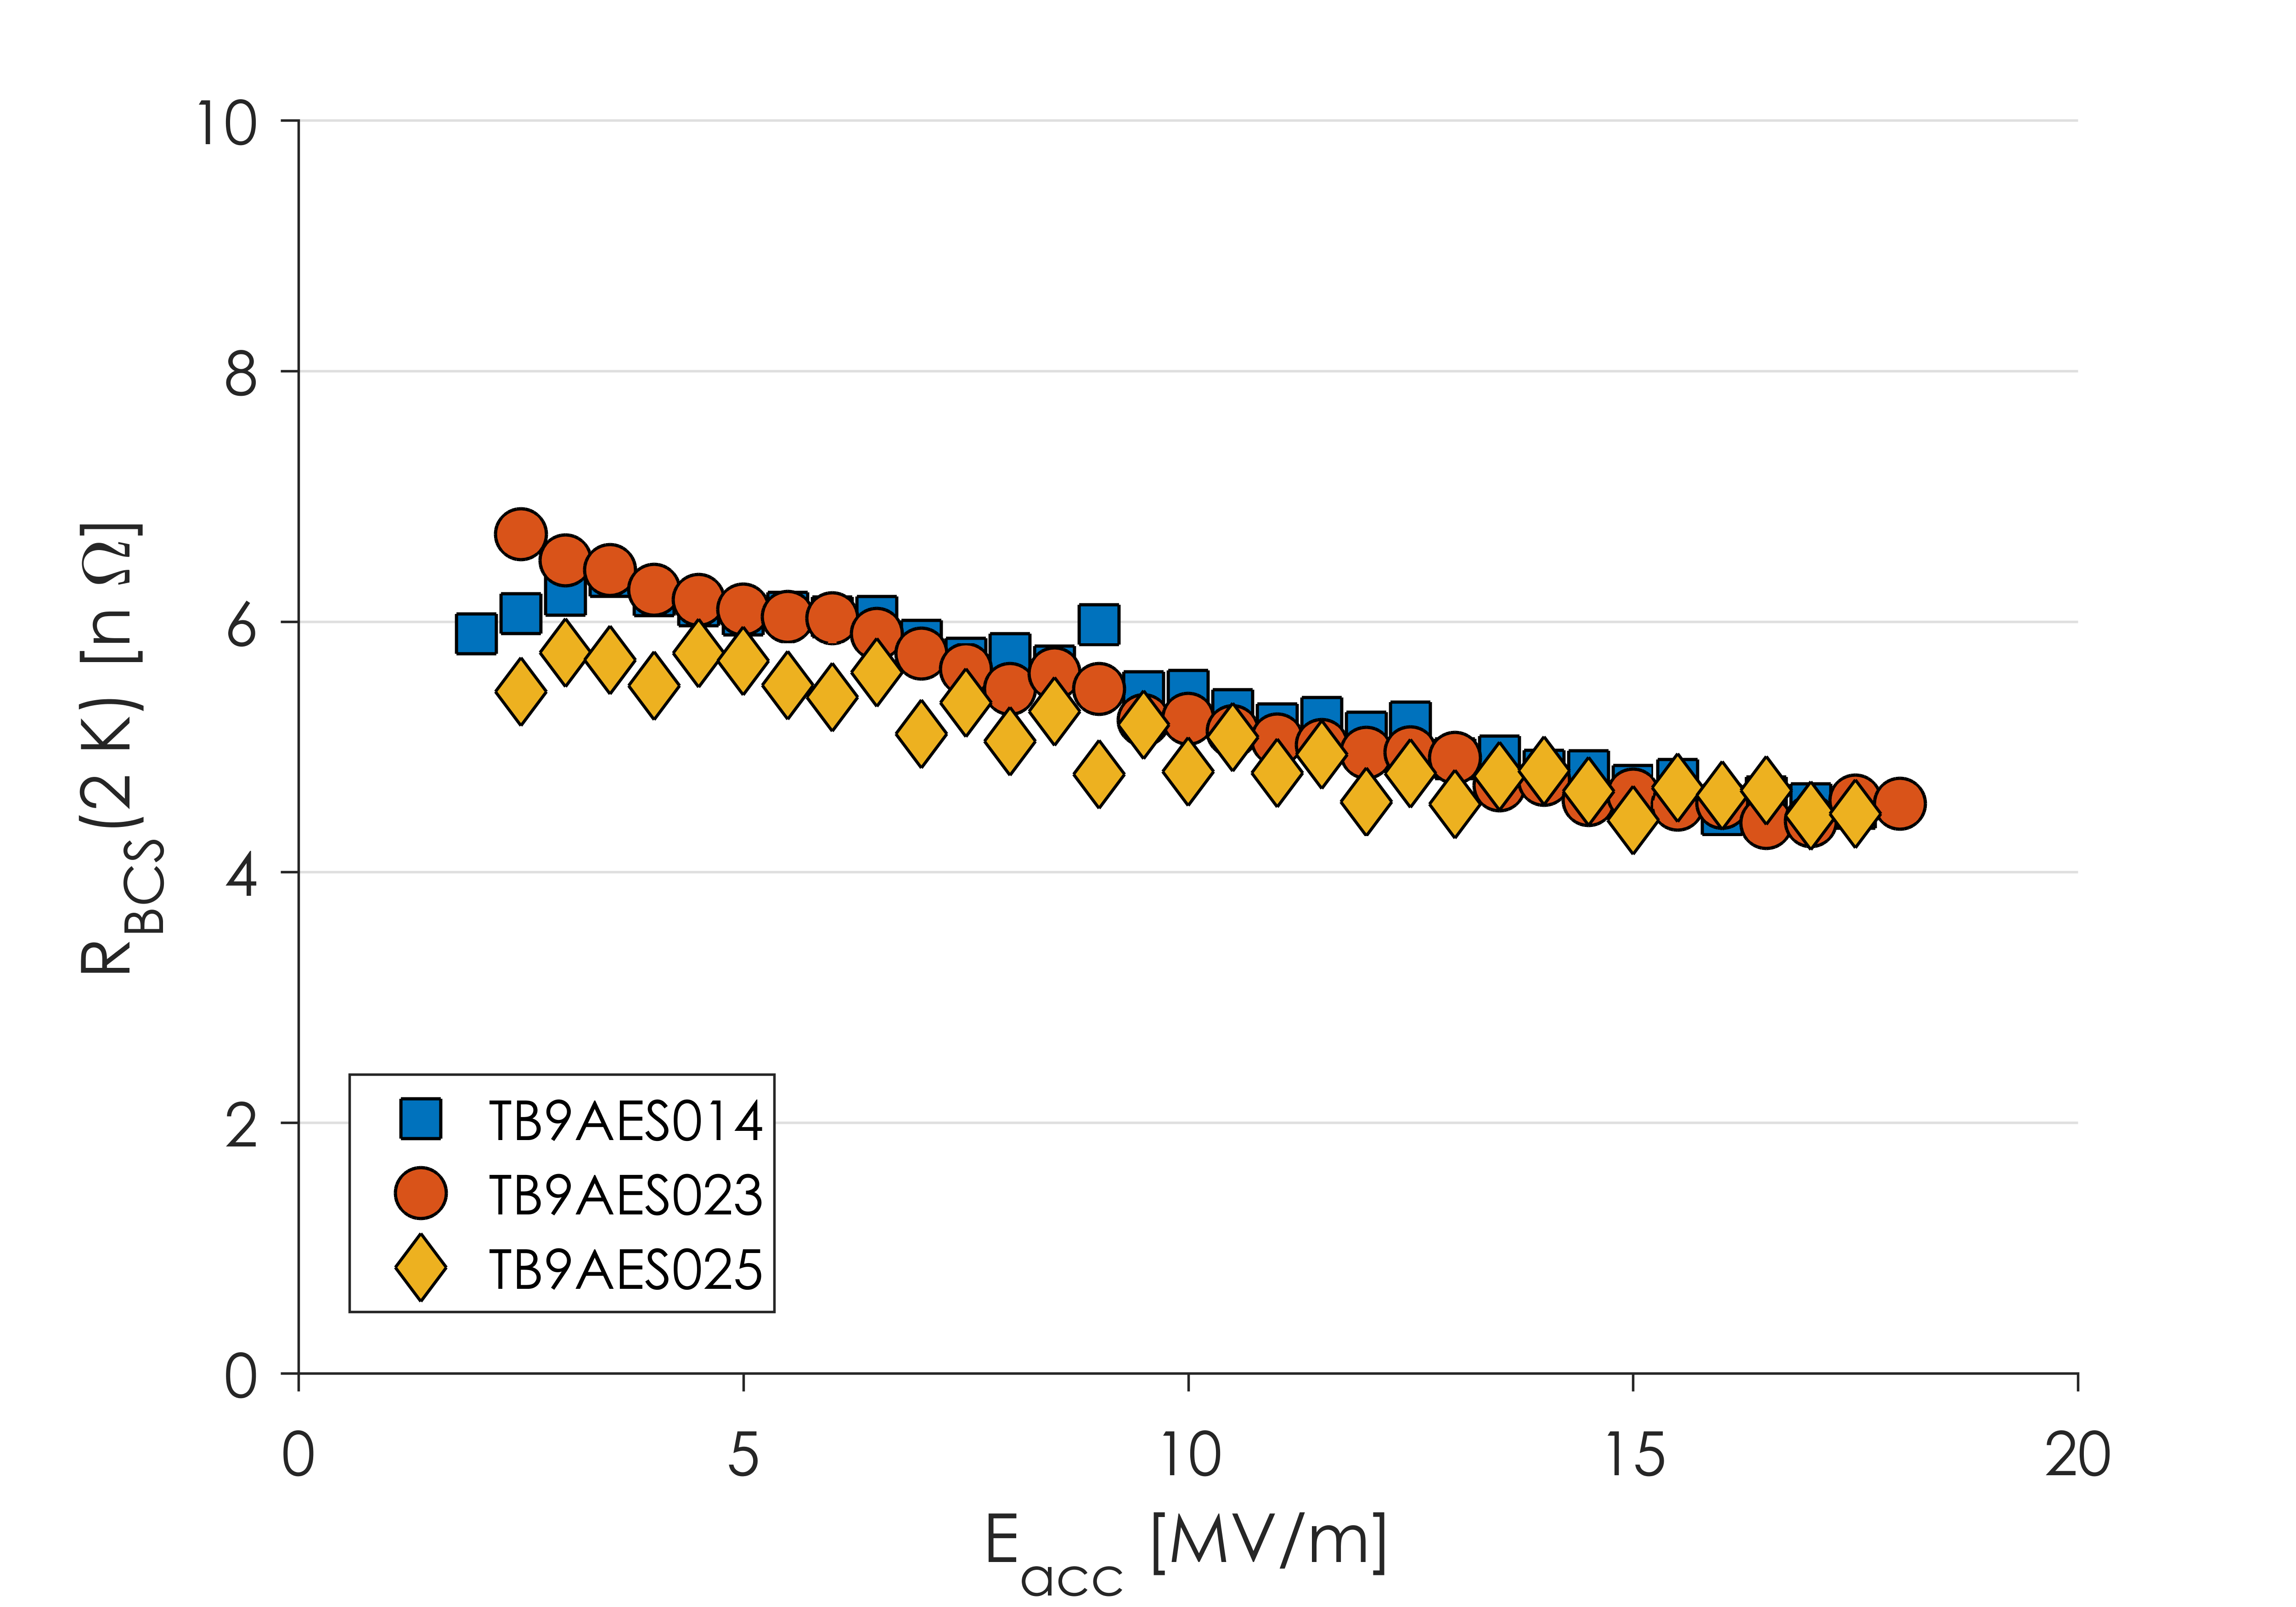 10
8
6
4
2
0
R_BCS(2 K) [n Ω]
TB9AES014
TB9AES023
TB9AES025
0 5 10 15 20
E_acc [MV/m]